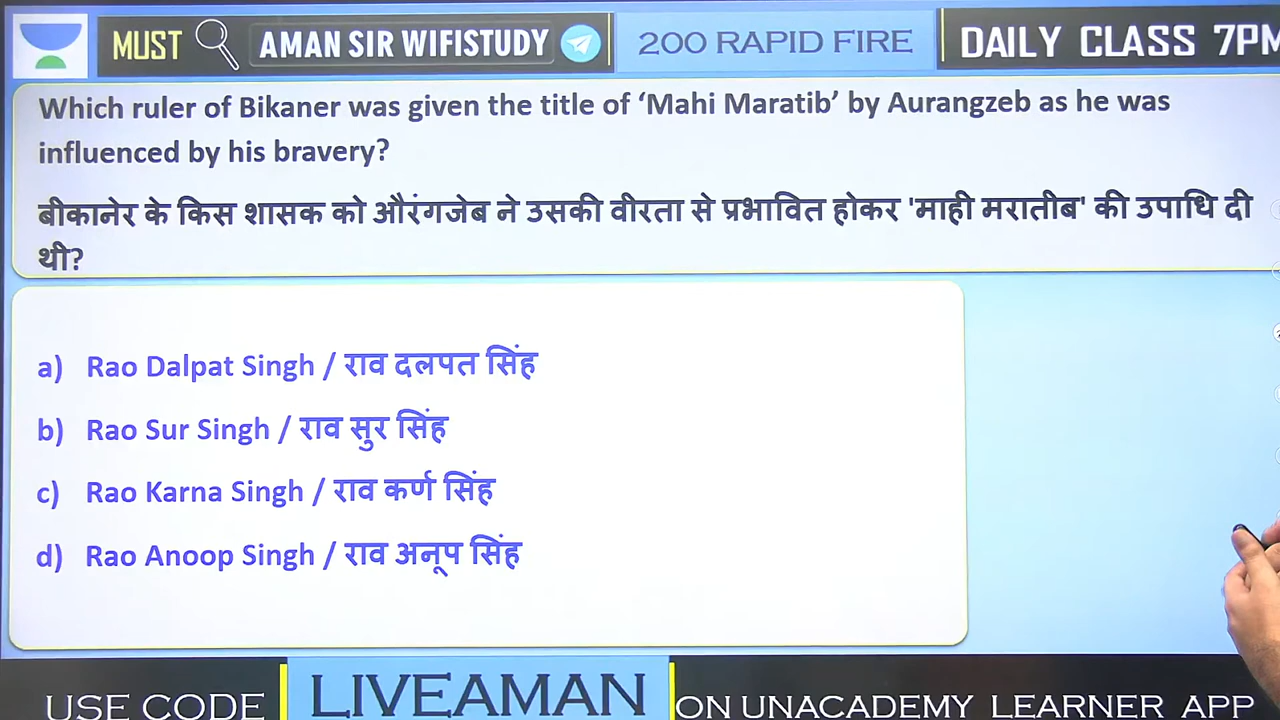 MUST AMAN SIR WIFISTUDY 200 RAPID FIRE DAILY CLASS 7PM
Which ruler of Bikaner was given the title of ‘Mahi Maratib’ by Aurangzeb as he was
influenced by his bravery?
बीकानेर के किस शासक को औरंगजेब ने उसकी वीरता से प्रभावित होकर 'माही मरातीब' की उपाधि दी
थी?
a) Rao Dalpat Singh / राव दलपत सिंह
b) Rao Sur Singh / राव सुर सिंह
c) Rao Karna Singh / राव कर्ण सिंह
d) Rao Anoop Singh / राव अनूप सिंह
USE CODE LIVEAMAN ON UNACADEMY LEARNER APP